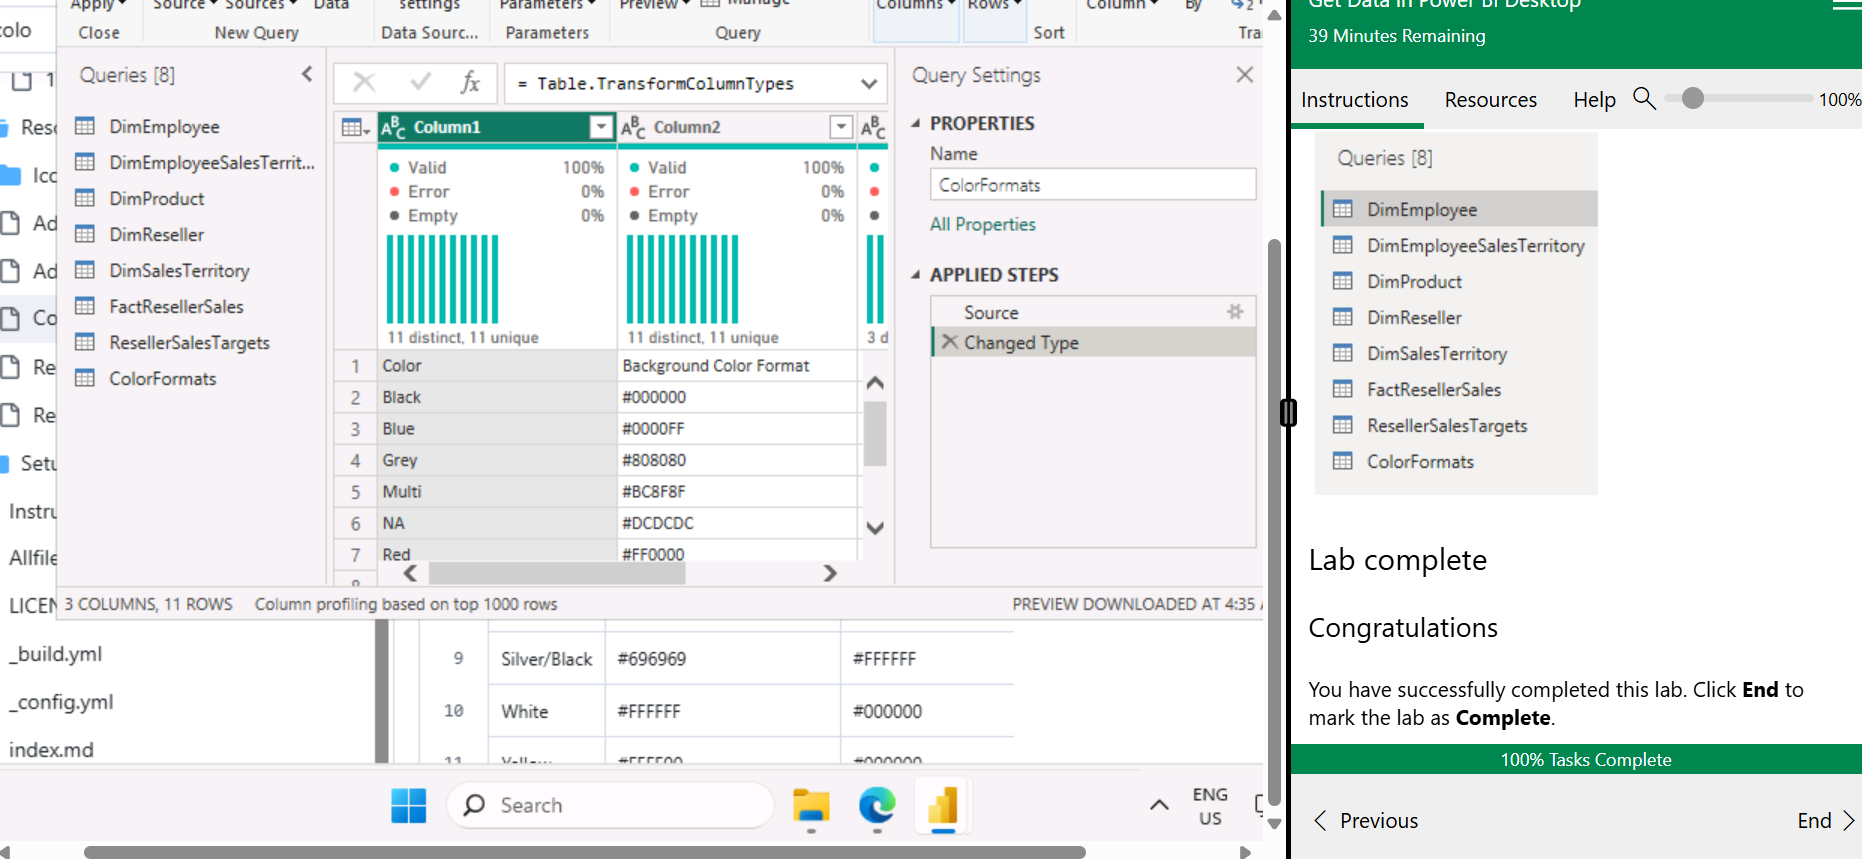 Apply
Source
Sources
Data
settings
Parameters
Preview
Manage
Columns
Rows
Column
By
Close
New Query
Data Sourc...
Parameters
Query
Sort
Queries [8]
DimEmployee
DimEmployeeSalesTerrit...
DimProduct
DimReseller
DimSalesTerritory
FactResellerSales
ResellerSalesTargets
ColorFormats
fx
= Table.TransformColumnTypes
ABC Column1
ABC Column2
ABC
Valid 100%
Error 0%
Empty 0%
11 distinct, 11 unique
Valid 100%
Error 0%
Empty 0%
11 distinct, 11 unique
3 d
1 Color Background Color Format
2 Black #000000
3 Blue #0000FF
4 Grey #808080
5 Multi #BC8F8F
6 NA #DCDCDC
7 Red #FF0000
Query Settings
PROPERTIES
Name
ColorFormats
All Properties
APPLIED STEPS
Source
Changed Type
3 COLUMNS, 11 ROWS Column profiling based on top 1000 rows
PREVIEW DOWNLOADED AT 4:35
colo
1
Reso
Ico
Ad
Ad
Co
Re
Re
Setu
Instru
Allfile
LICEN
_build.yml
_config.yml
index.md
9 Silver/Black #696969 #FFFFFF
10 White #FFFFFF #000000
11 Yellow #FFFF00 #000000
Search
ENG
US
Get Data in Power BI Desktop
39 Minutes Remaining
Instructions Resources Help 100%
Queries [8]
DimEmployee
DimEmployeeSalesTerritory
DimProduct
DimReseller
DimSalesTerritory
FactResellerSales
ResellerSalesTargets
ColorFormats
Lab complete
Congratulations
You have successfully completed this lab. Click End to
mark the lab as Complete.
100% Tasks Complete
Previous
End